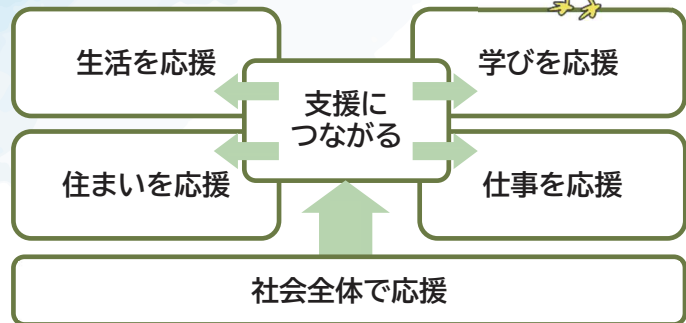 生活を応援
学びを応援
支援に
つながる
住まいを応援
仕事を応援
社会全体で応援